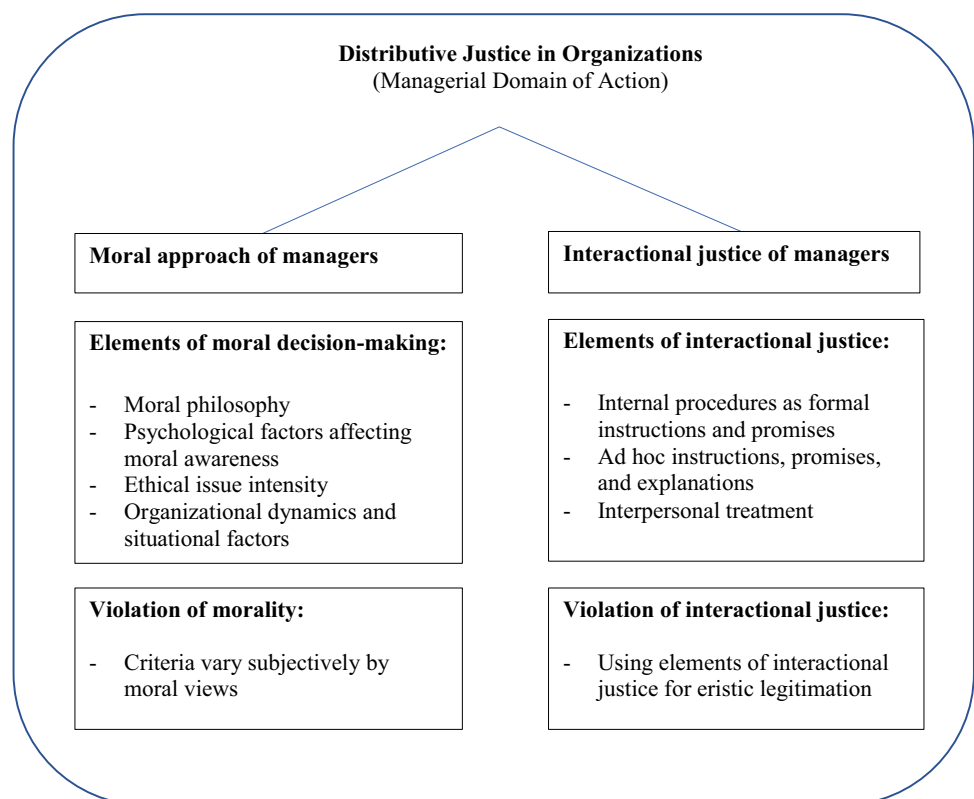 Distributive Justice in Organizations
(Managerial Domain of Action)
Moral approach of managers
Elements of moral decision-making:
- Moral philosophy
- Psychological factors affecting
moral awareness
- Ethical issue intensity
- Organizational dynamics and
situational factors
Violation of morality:
- Criteria vary subjectively by
moral views
Interactional justice of managers
Elements of interactional justice:
- Internal procedures as formal
instructions and promises
- Ad hoc instructions, promises,
and explanations
- Interpersonal treatment
Violation of interactional justice:
- Using elements of interactional
justice for eristic legitimation